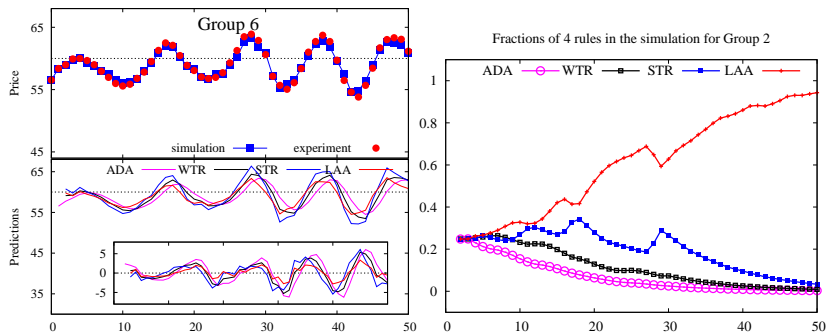 Group 6
65
55
45
Price
simulation experiment
65
55
45
35
Predictions
ADA WTR STR LAA
5
0
-5
0 10 20 30 40 50
Fractions of 4 rules in the simulation for Group 2
ADA WTR STR LAA
1
0.8
0.6
0.4
0.2
0
0 10 20 30 40 50